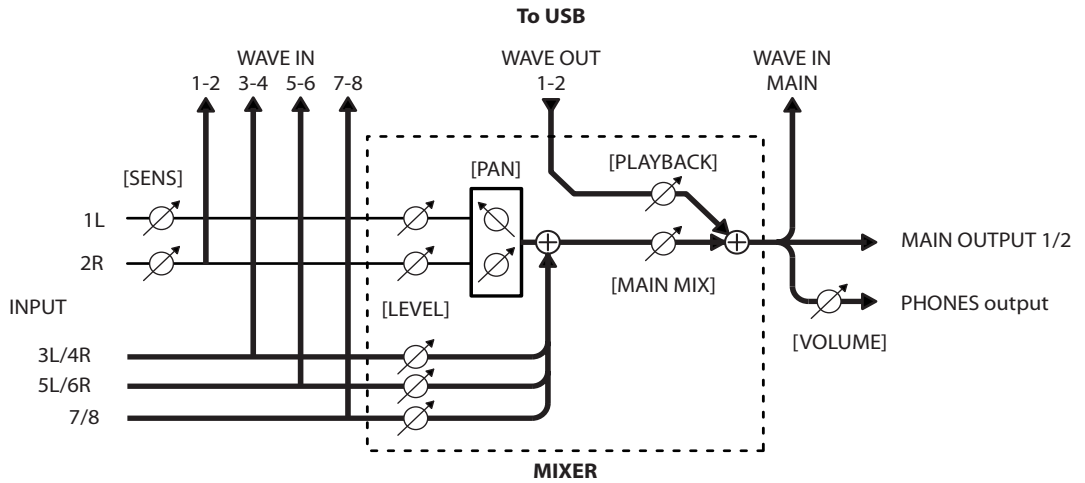 To USB
WAVE IN
1-2 3-4 5-6 7-8
WAVE OUT
1-2
WAVE IN
MAIN
[SENS]
[PAN]
[PLAYBACK]
1L
2R
MAIN OUTPUT 1/2
[MAIN MIX]
INPUT
[LEVEL]
PHONES output
[VOLUME]
3L/4R
5L/6R
7/8
MIXER